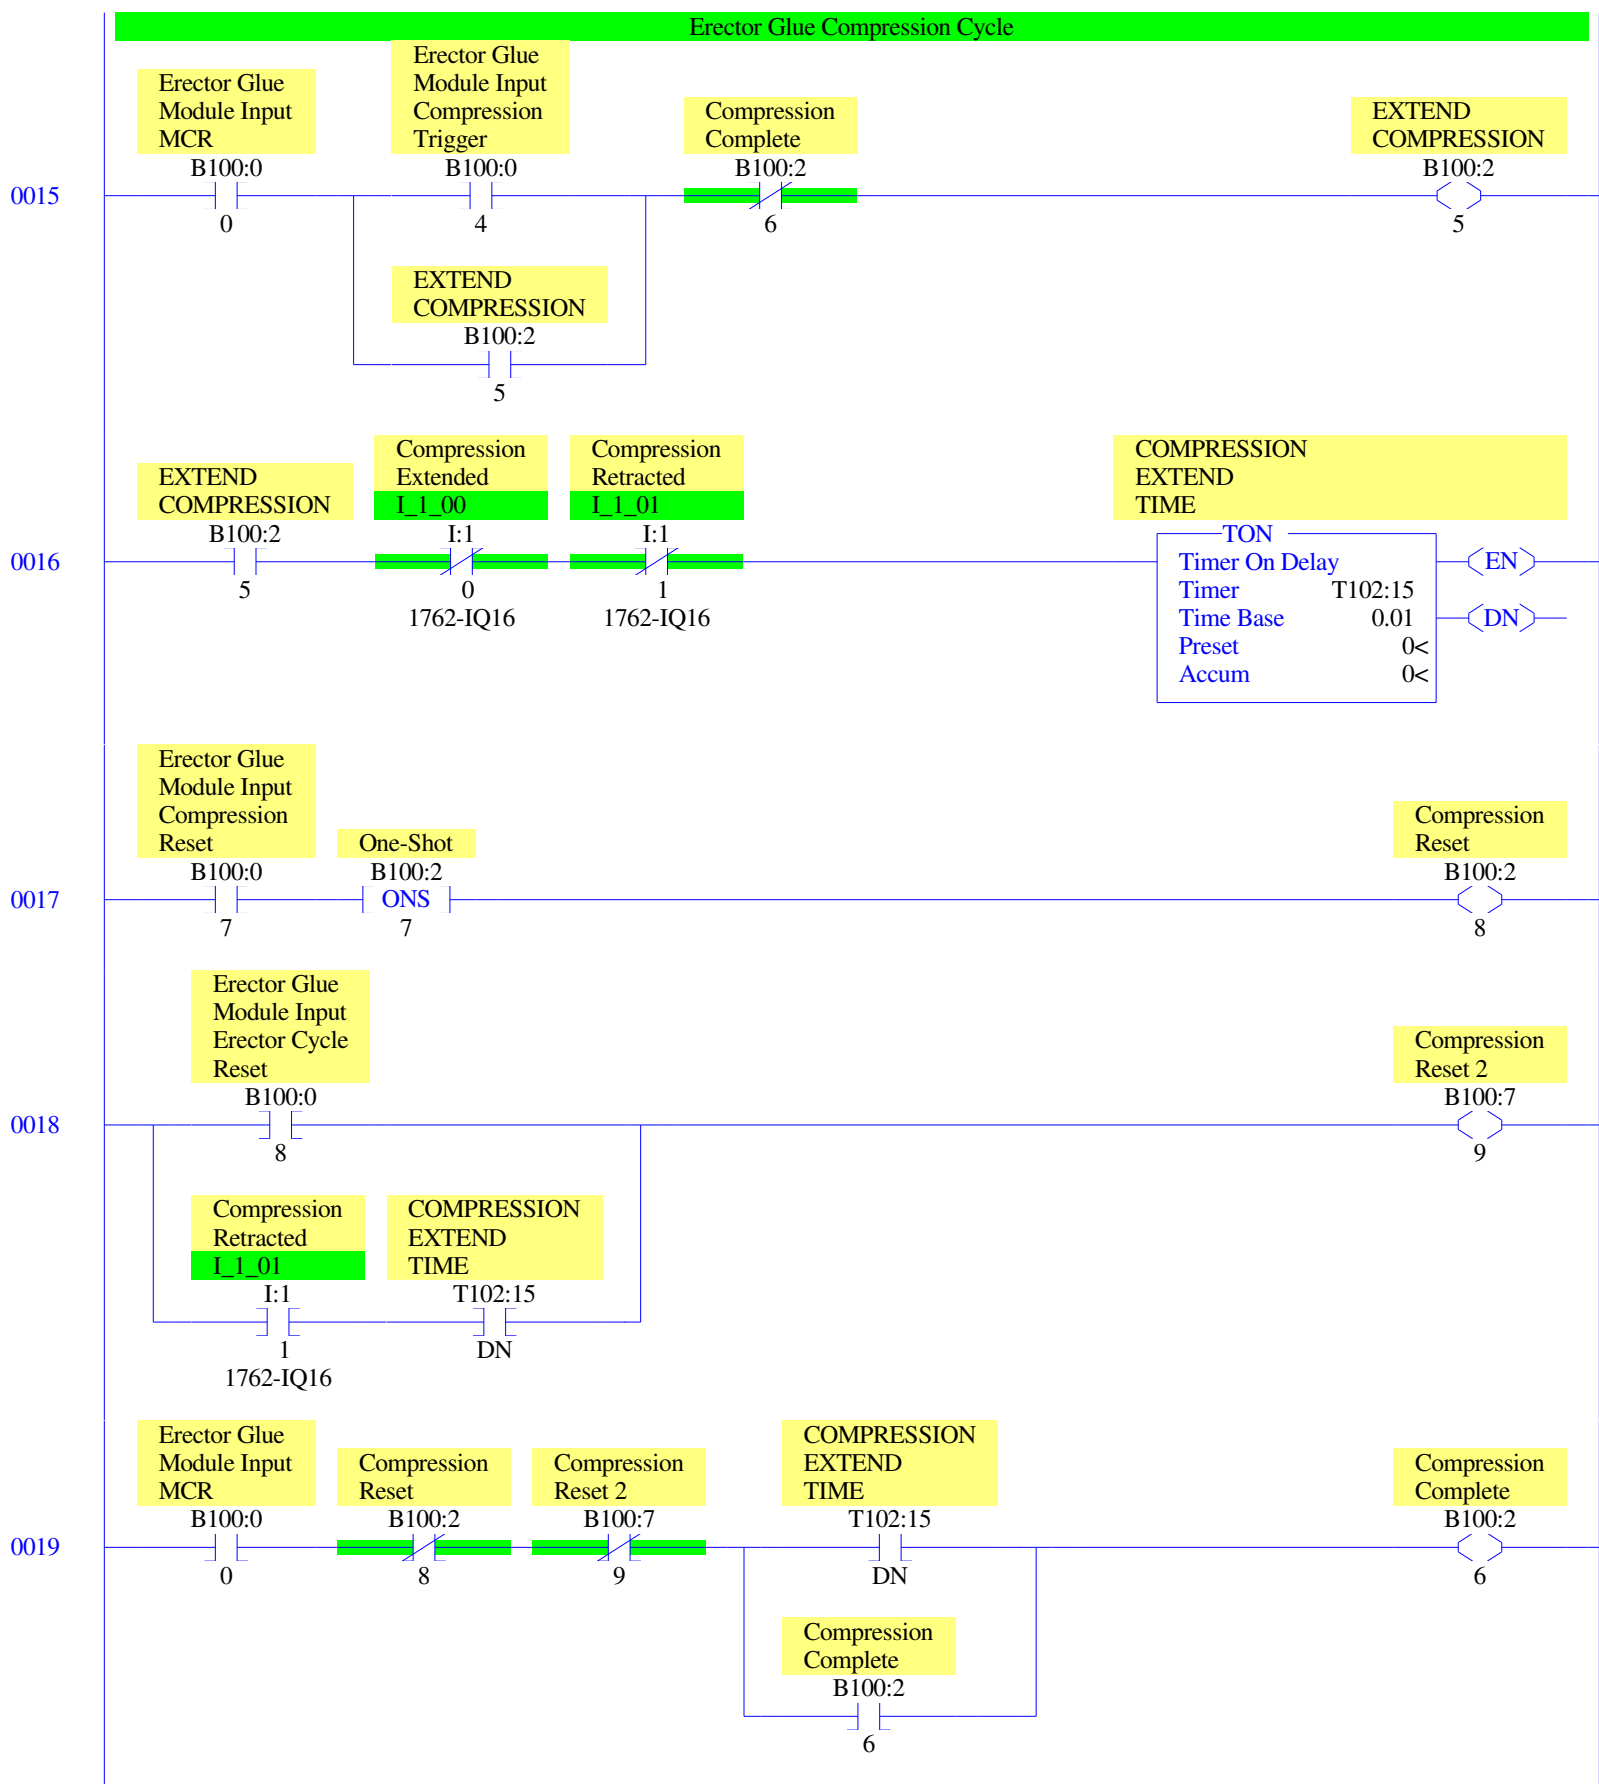 Erector Glue Compression Cycle
Erector Glue
Module Input
MCR
B100:0
0
Erector Glue
Module Input
Compression
Trigger
B100:0
4
Compression
Complete
B100:2
6
EXTEND
COMPRESSION
B100:2
5
0015
EXTEND
COMPRESSION
B100:2
5
EXTEND
COMPRESSION
B100:2
5
Compression
Extended
I_1_00
I:1
0
1762-IQ16
Compression
Retracted
I_1_01
I:1
1
1762-IQ16
COMPRESSION
EXTEND
TIME
TON
Timer On Delay
Timer T102:15
Time Base 0.01
Preset 0<
Accum 0<
EN
DN
0016
Erector Glue
Module Input
Compression
Reset
B100:0
7
One-Shot
B100:2
ONS
7
Compression
Reset
B100:2
8
0017
Erector Glue
Module Input
Erector Cycle
Reset
B100:0
8
Compression
Reset 2
B100:7
9
0018
Compression
Retracted
I_1_01
I:1
1
1762-IQ16
COMPRESSION
EXTEND
TIME
T102:15
DN
Erector Glue
Module Input
MCR
B100:0
0
Compression
Reset
B100:2
8
Compression
Reset 2
B100:7
9
COMPRESSION
EXTEND
TIME
T102:15
DN
Compression
Complete
B100:2
6
0019
Compression
Complete
B100:2
6